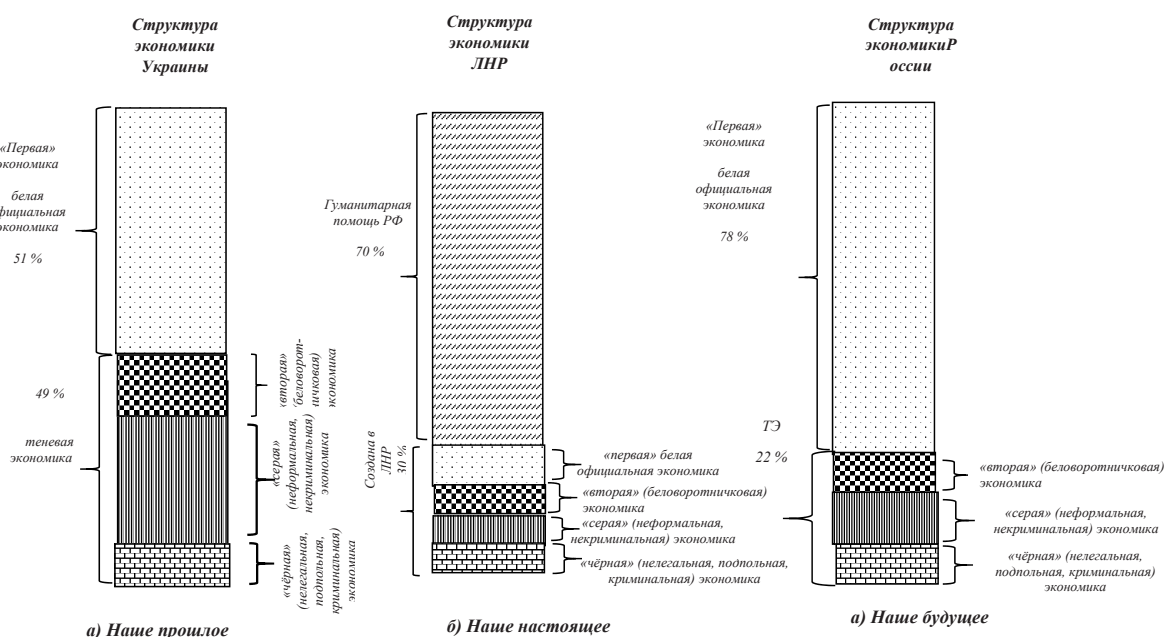 Структура
экономики
Украины
«Первая»
экономика
белая
официальная
экономика
51 %
49 %
теневая
экономика
«вторая»
(беловорот-
ичковая)
экономика
«серая»
(неформальная,
некриминальная)
экономика
«чёрная»
(нелегальная,
подпольная,
криминальная)
экономика
а) Наше прошлое
Структура
экономики
ЛНР
Гуманитарная
помощь РФ
70 %
Создана в
ЛНР
30 %
«первая» белая
официальная экономика
«вторая» (беловоротничковая)
экономика
«серая» (неформальная,
некриминальная) экономика
«чёрная» (нелегальная, подпольная,
криминальная) экономика
б) Наше настоящее
Структура
экономикиР
оссии
«Первая»
экономика
белая
официальная
экономика
78 %
ТЭ
22 %
«вторая» (беловоротничковая)
экономика
«серая» (неформальная,
некриминальная) экономика
«чёрная» (нелегальная,
подпольная, криминальная)
экономика
а) Наше будущее